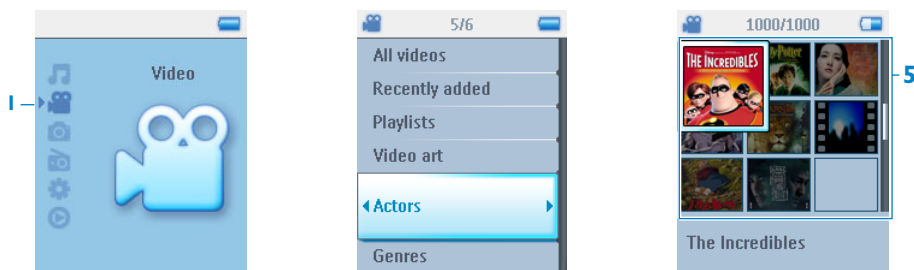 1
Video
5/6
All videos
Recently added
Playlists
Video art
Actors
Genres
1000/1000
THE INCREDIBLES
5
The Incredibles